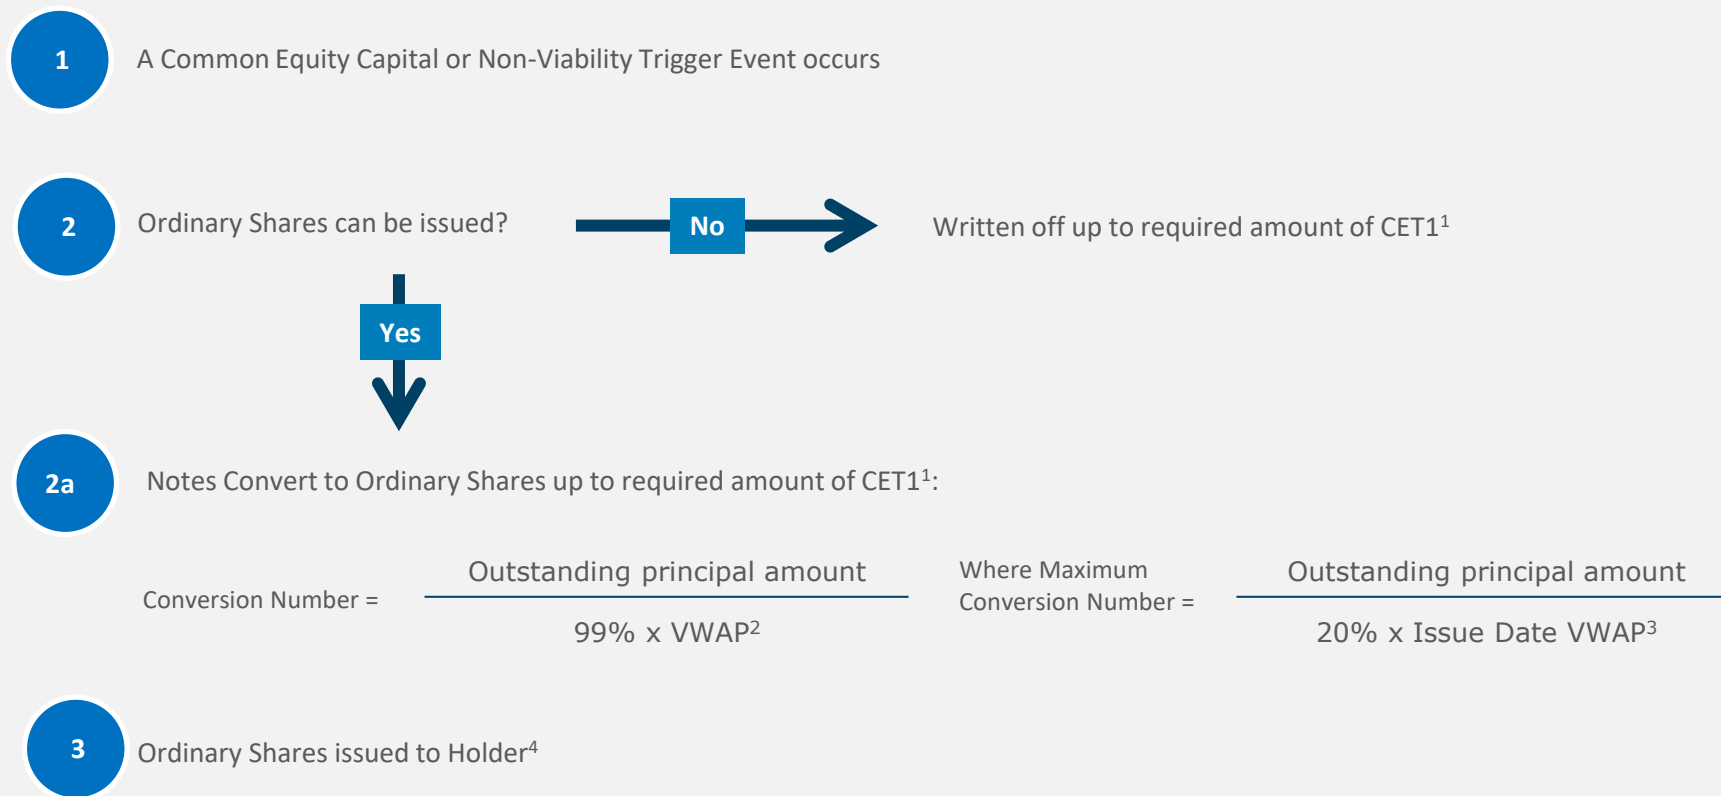 1
A Common Equity Capital or Non-Viability Trigger Event occurs
2
Ordinary Shares can be issued?
No
Written off up to required amount of CET1¹
Yes
2a
Notes Convert to Ordinary Shares up to required amount of CET1¹:
Conversion Number =
Outstanding principal amount
99% x VWAP²
Where Maximum
Conversion Number =
Outstanding principal amount
20% x Issue Date VWAP³
3
Ordinary Shares issued to Holder⁴